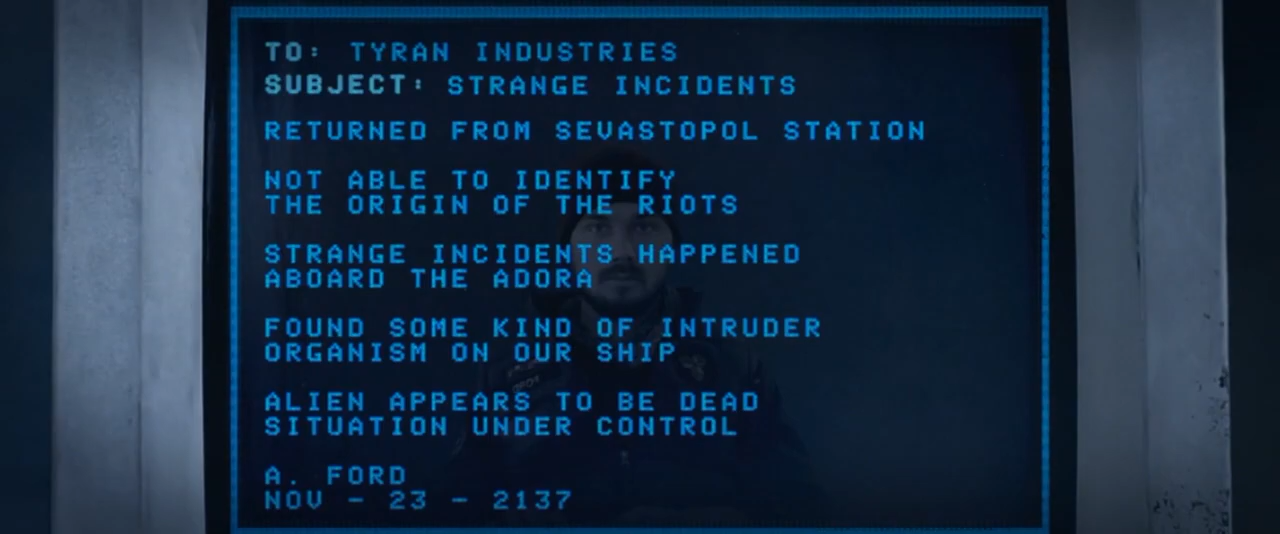 TO: TYRAN INDUSTRIES
SUBJECT: STRANGE INCIDENTS
RETURNED FROM SEVASTOPOL STATION
NOT ABLE TO IDENTIFY
THE ORIGIN OF THE RIOTS
STRANGE INCIDENTS HAPPENED
ABOARD THE ADORA
FOUND SOME KIND OF INTRUDER
ORGANISM ON OUR SHIP
ALIEN APPEARS TO BE DEAD
SITUATION UNDER CONTROL
A. FORD
NOV - 23 - 2137